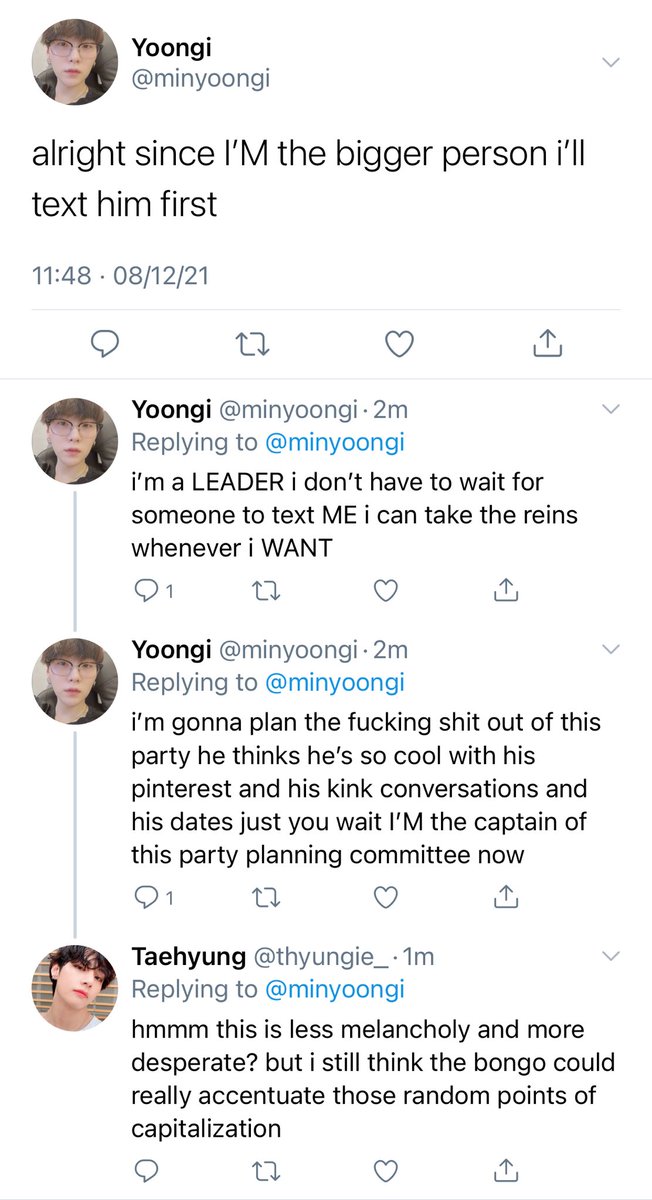 Yoongi
@minyoongi
alright since I’M the bigger person i’ll
text him first
11:48 · 08/12/21
Yoongi @minyoongi · 2m
Replying to @minyoongi
i’m a LEADER i don’t have to wait for
someone to text ME i can take the reins
whenever i WANT
1
Yoongi @minyoongi · 2m
Replying to @minyoongi
i’m gonna plan the fucking shit out of this
party he thinks he’s so cool with his
pinterest and his kink conversations and
his dates just you wait I’M the captain of
this party planning committee now
1
Taehyung @thyungie_ · 1m
Replying to @minyoongi
hmmm this is less melancholy and more
desperate? but i still think the bongo could
really accentuate those random points of
capitalization